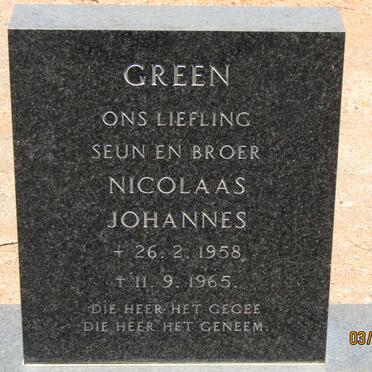 GREEN
ONS LIEFLING
SEUN EN BROER
NICOLAAS
JOHANNES
+ 26. 2. 1958
† 11. 9. 1965.
DIE HEER HET GEGEE
DIE HEER HET GENEEM.
03/